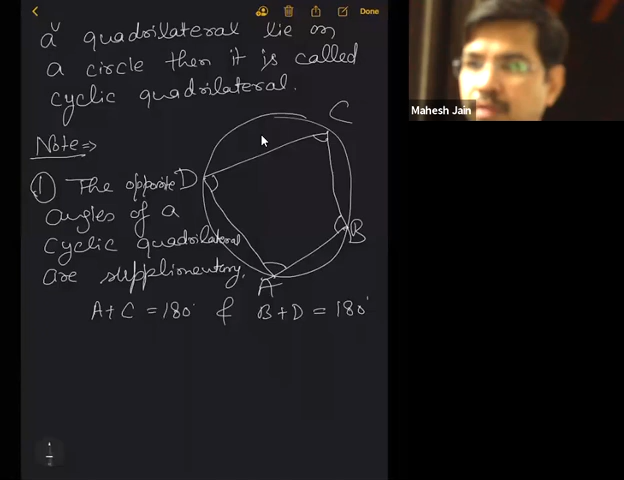 Done
a quadrilateral lie on
a circle then it is called
cyclic quadrilateral.
Note⇒
① The opposite
angles of a
cyclic quadrilateral
are supplimentary.
A+C = 180° & B+D = 180°
C
D
B
A
Mahesh Jain